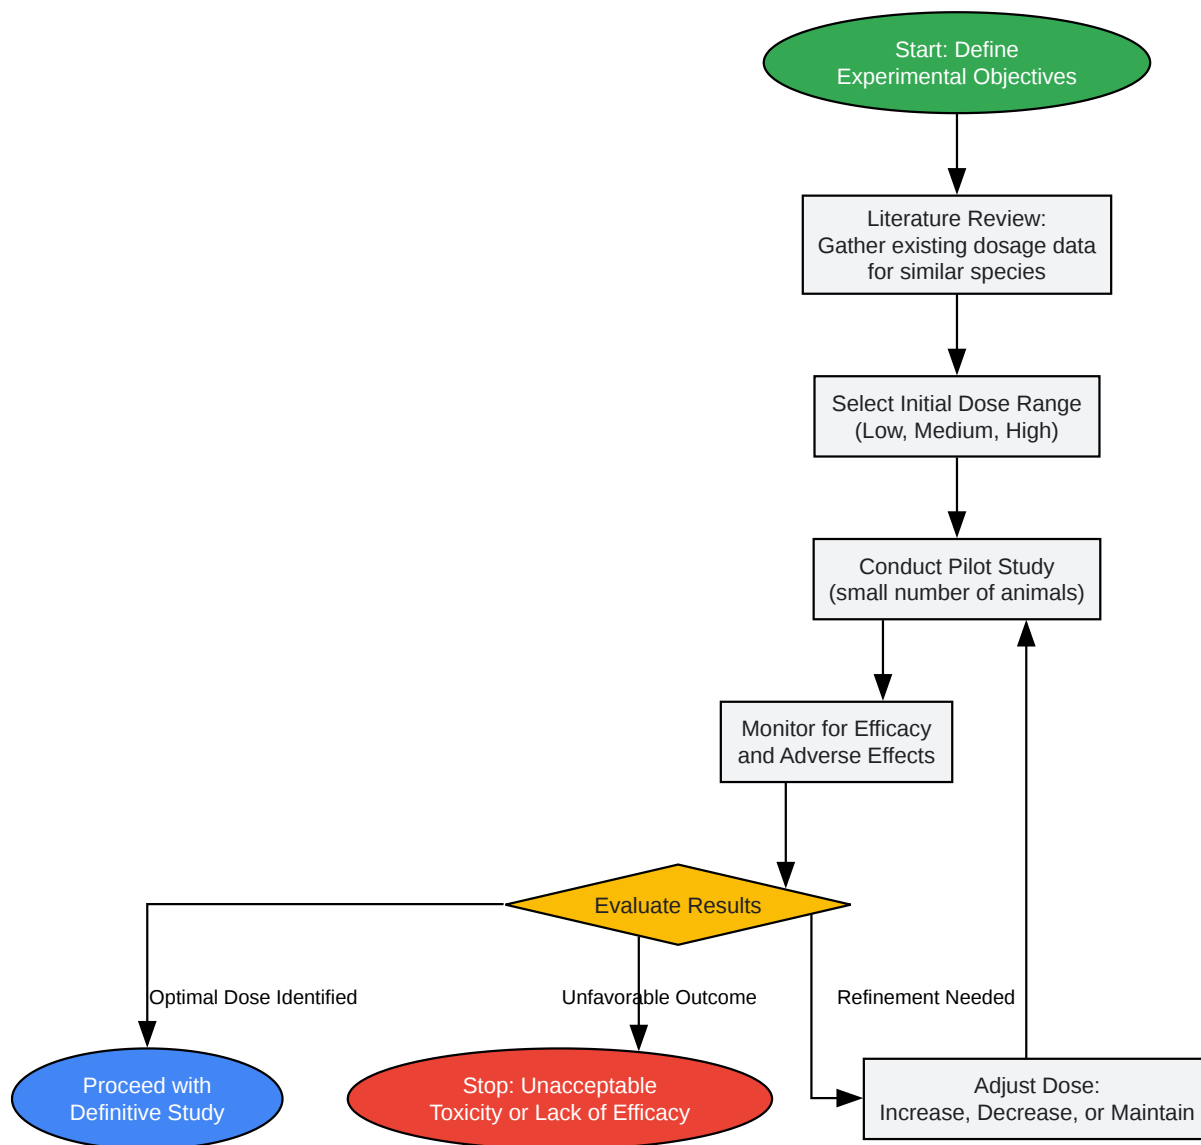 Start: Define
Experimental Objectives
Literature Review:
Gather existing dosage data
for similar species
Select Initial Dose Range
(Low, Medium, High)
Conduct Pilot Study
(small number of animals)
Monitor for Efficacy
and Adverse Effects
Evaluate Results
Optimal Dose Identified
Unfavorable Outcome
Refinement Needed
Proceed with
Definitive Study
Stop: Unacceptable
Toxicity or Lack of Efficacy
Adjust Dose:
Increase, Decrease, or Maintain